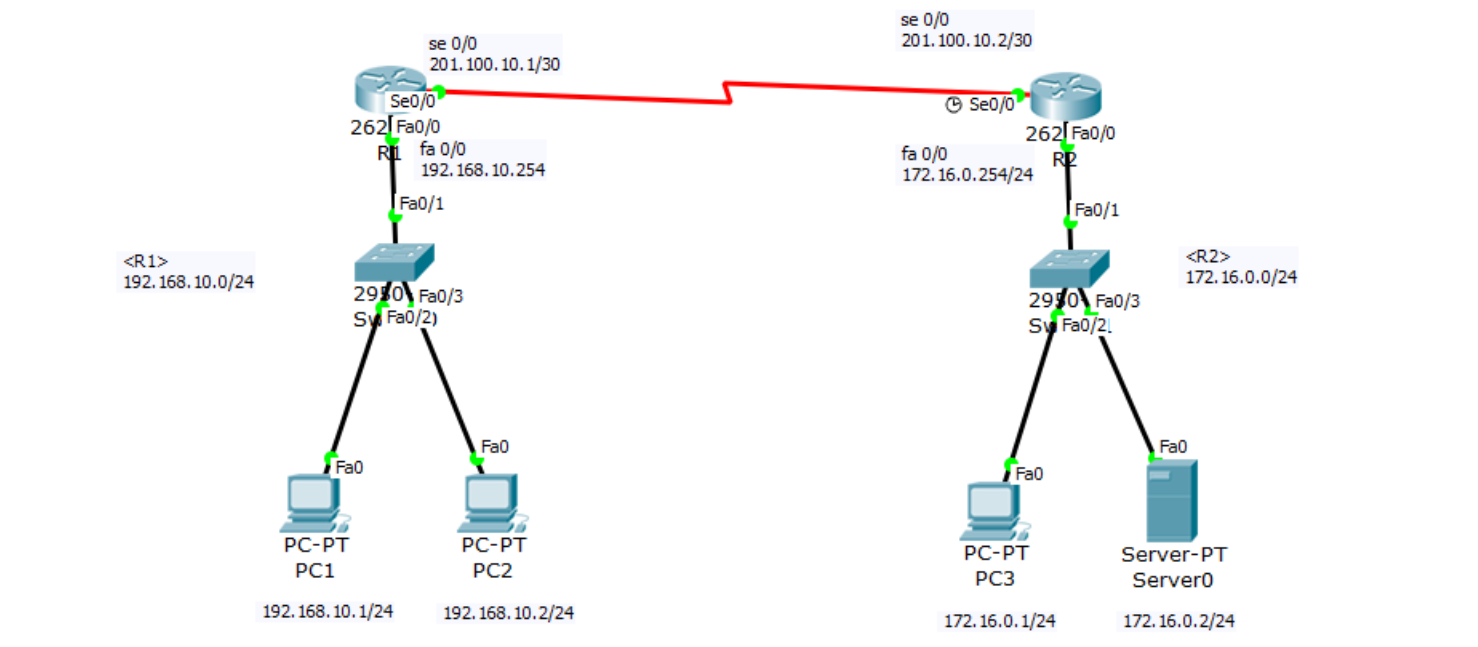 se 0/0
201.100.10.1/30
se 0/0
201.100.10.2/30
Se0/0
Se0/0
262
Fa0/0
R1
fa 0/0
192.168.10.254
262
Fa0/0
R2
fa 0/0
172.16.0.254/24
Fa0/1
Fa0/1
<R1>
192.168.10.0/24
<R2>
172.16.0.0/24
2950
Fa0/3
Fa0/2
2950
Fa0/3
Fa0/2
Fa0
Fa0
Fa0
Fa0
PC-PT
PC1
PC-PT
PC2
PC-PT
PC3
Server-PT
Server0
192.168.10.1/24
192.168.10.2/24
172.16.0.1/24
172.16.0.2/24